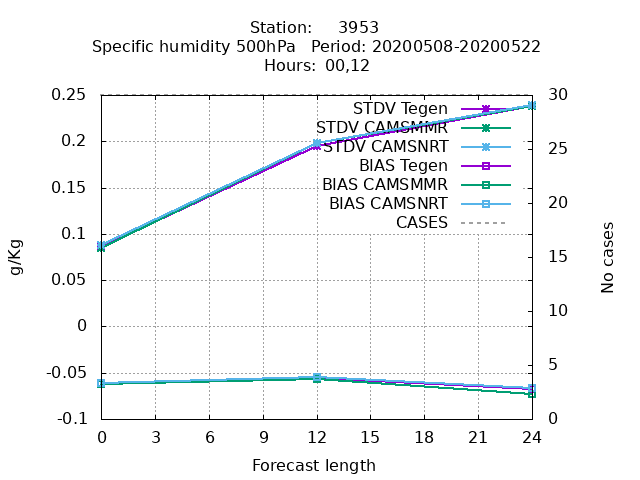 Station: 3953
Specific humidity 500hPa Period: 20200508-20200522
Hours: 00,12
0.25
0.2
0.15
0.1
0.05
0
-0.05
-0.1
g/Kg
STDV Tegen
STDV CAMSMMR
STDV CAMSNRT
BIAS Tegen
BIAS CAMSMMR
BIAS CAMSNRT
CASES
30
25
20
15
10
5
0
No cases
0 3 6 9 12 15 18 21 24
Forecast length